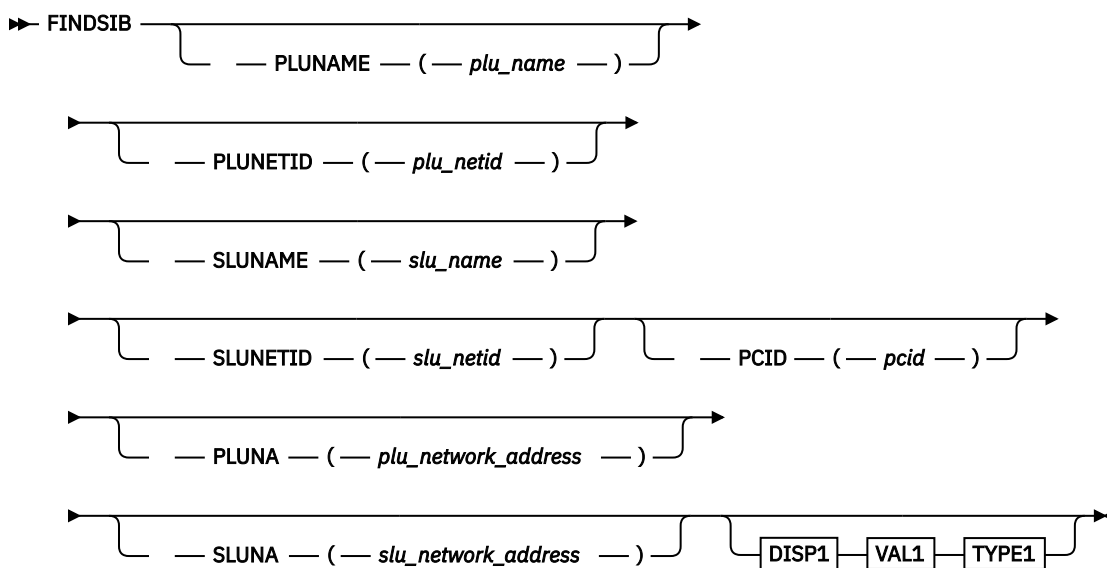 FINDSIB
PLUNAME ( plu_name )
PLUNETID ( plu_netid )
SLUNAME ( slu_name )
SLUNETID ( slu_netid ) PCID ( pcid )
PLUNA ( plu_network_address )
SLUNA ( slu_network_address ) DISP1 VAL1 TYPE1